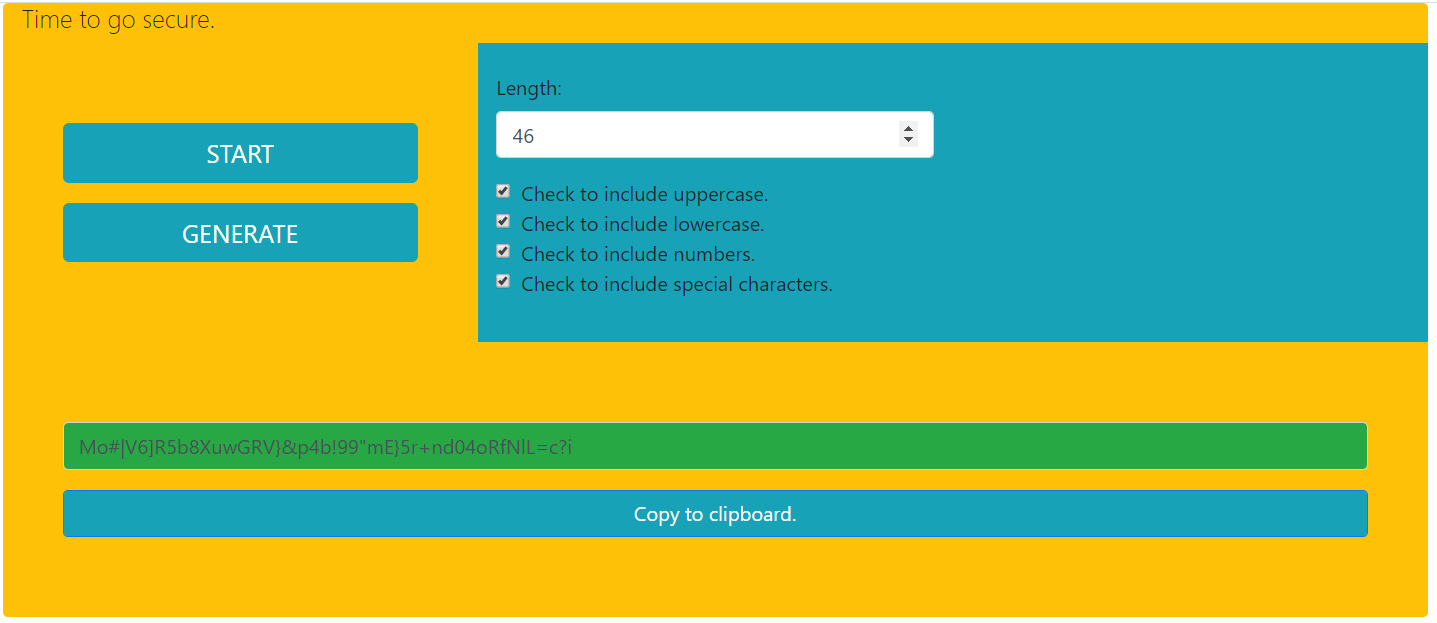 Time to go secure.
Length:
46
START
GENERATE
Check to include uppercase.
Check to include lowercase.
Check to include numbers.
Check to include special characters.
Mo#|V6]R5b8XuwGRV}&p4b!99"mE}5r+nd04oRfNlL=c?i
Copy to clipboard.